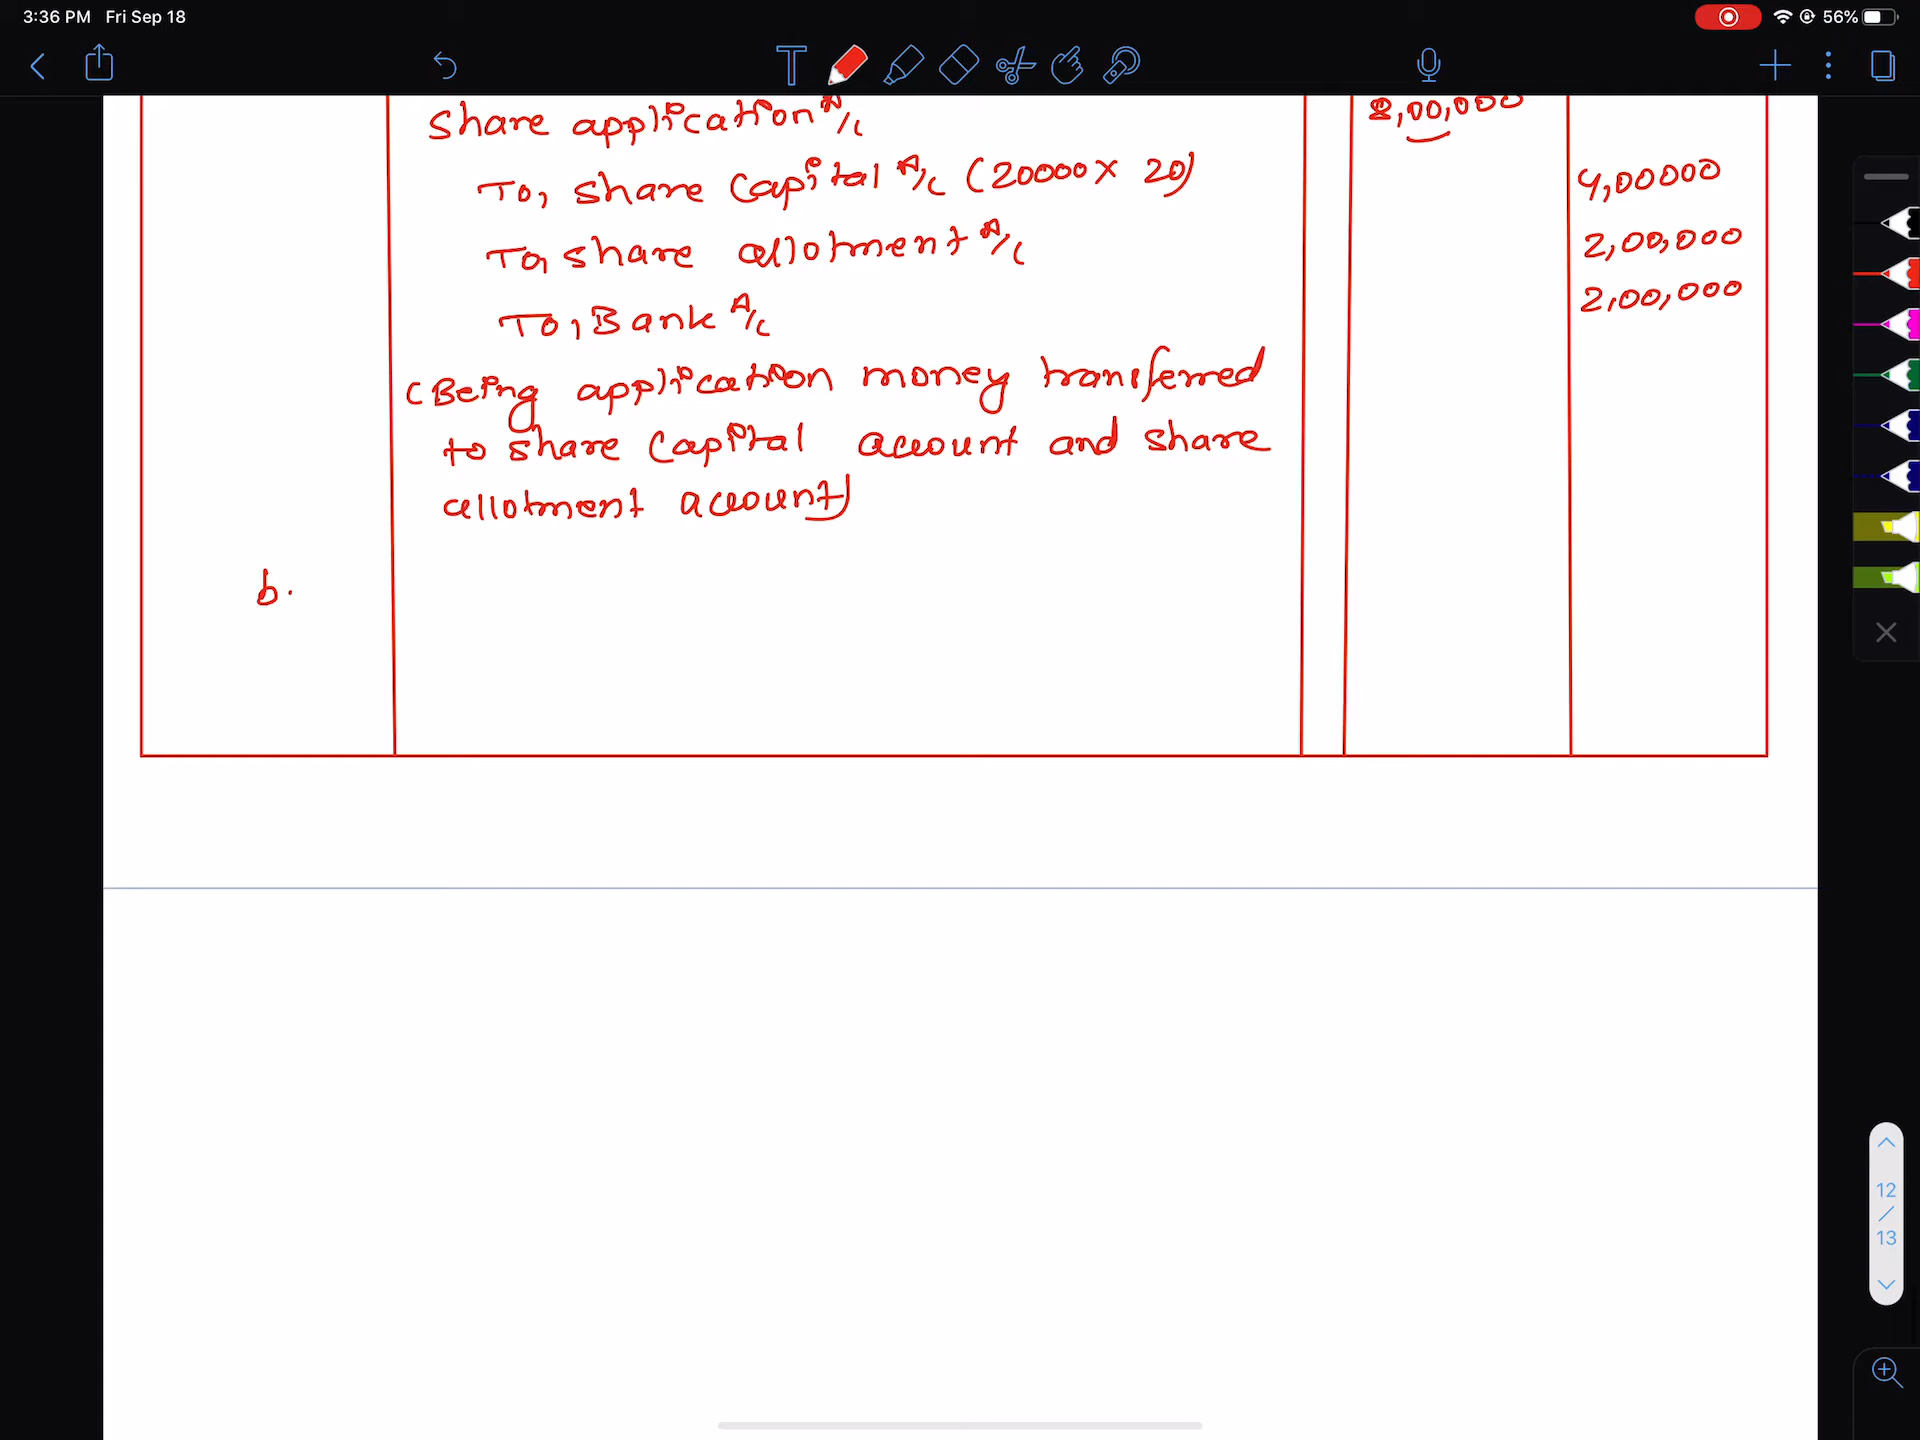 3:36 PM Fri Sep 18
56%
Share application A/c 8,00,000
To, share capital A/c (20000 x 20) 4,00000
To, share allotment A/c 2,00,000
To, Bank A/c 2,00,000
(Being application money transferred
to share capital account and share
allotment account)
b.
12
/
13